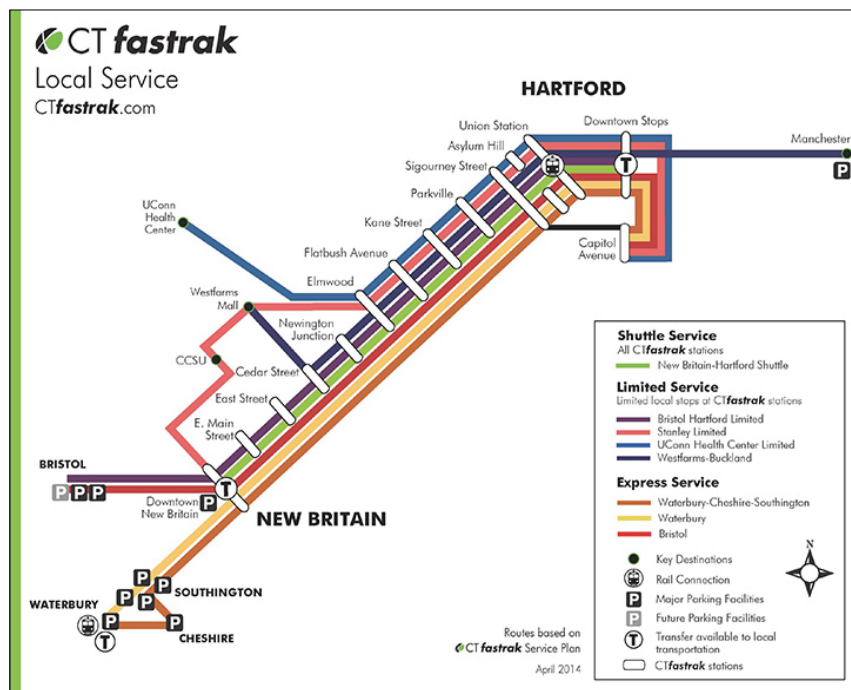 CTfastrak
Local Service
CTfastrak.com
HARTFORD
Union Station
Downtown Stops
Asylum Hill
Manchester
Sigourney Street
P
T
Parkville
UConn
Health
Center
Kane Street
Capitol
Avenue
Flatbush Avenue
Elmwood
Westfarms
Mall
Newington
Junction
CCSU
Cedar Street
East Street
E. Main
Street
BRISTOL
P P P
Downtown
New Britain
P
T
NEW BRITAIN
P
P
P
P
SOUTHINGTON
WATERBURY
P
P
CHESHIRE
T
Routes based on
CTfastrak Service Plan
April 2014
Shuttle Service
All CTfastrak stations
New Britain-Hartford Shuttle
Limited Service
Limited local stops at CTfastrak stations
Bristol Hartford Limited
Stanley Limited
UConn Health Center Limited
Westfarms-Buckland
Express Service
Waterbury-Cheshire-Southington
Waterbury
Bristol
Key Destinations
N
Rail Connection
P Major Parking Facilities
P Future Parking Facilities
T Transfer available to local
transportation
CTfastrak stations